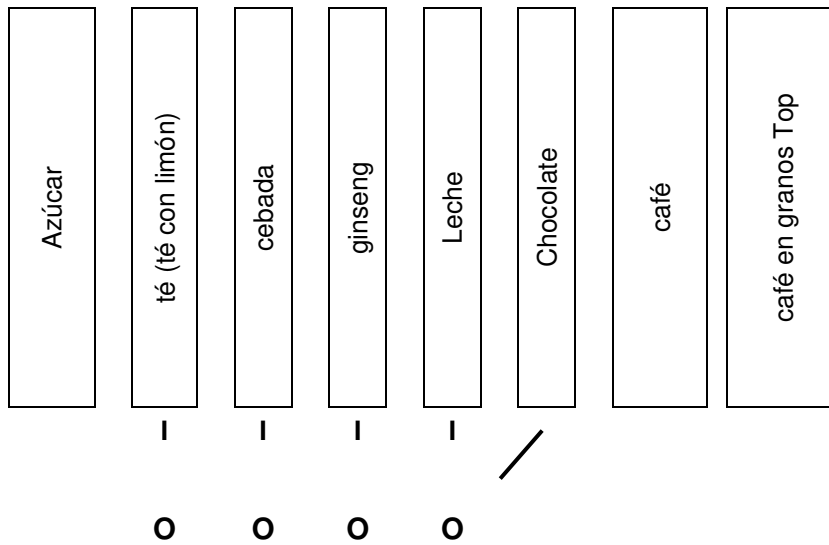 Azúcar
té (té con limón)
cebada
ginseng
Leche
Chocolate
café
café en granos Top
I I I I
O O O O